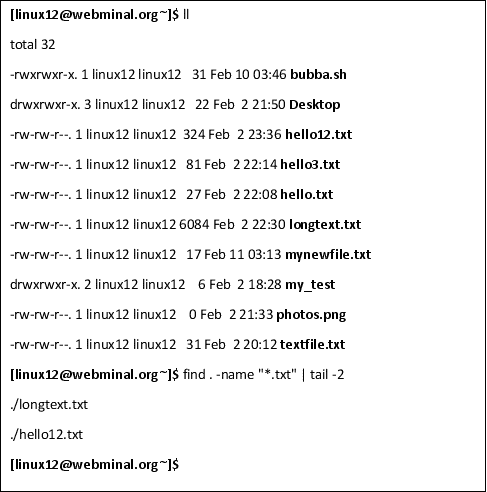 [linux12@webminal.org~]$ ll
total 32
-rwxrwxr-x. 1 linux12 linux12 31 Feb 10 03:46 bubba.sh
drwxrwxr-x. 3 linux12 linux12 22 Feb 2 21:50 Desktop
-rw-rw-r--. 1 linux12 linux12 324 Feb 2 23:36 hello12.txt
-rw-rw-r--. 1 linux12 linux12 81 Feb 2 22:14 hello3.txt
-rw-rw-r--. 1 linux12 linux12 27 Feb 2 22:08 hello.txt
-rw-rw-r--. 1 linux12 linux12 6084 Feb 2 22:30 longtext.txt
-rw-rw-r--. 1 linux12 linux12 17 Feb 11 03:13 mynewfile.txt
drwxrwxr-x. 2 linux12 linux12 6 Feb 2 18:28 my_test
-rw-rw-r--. 1 linux12 linux12 0 Feb 2 21:33 photos.png
-rw-rw-r--. 1 linux12 linux12 31 Feb 2 20:12 textfile.txt
[linux12@webminal.org~]$ find . -name "*.txt" | tail -2
./longtext.txt
./hello12.txt
[linux12@webminal.org~]$